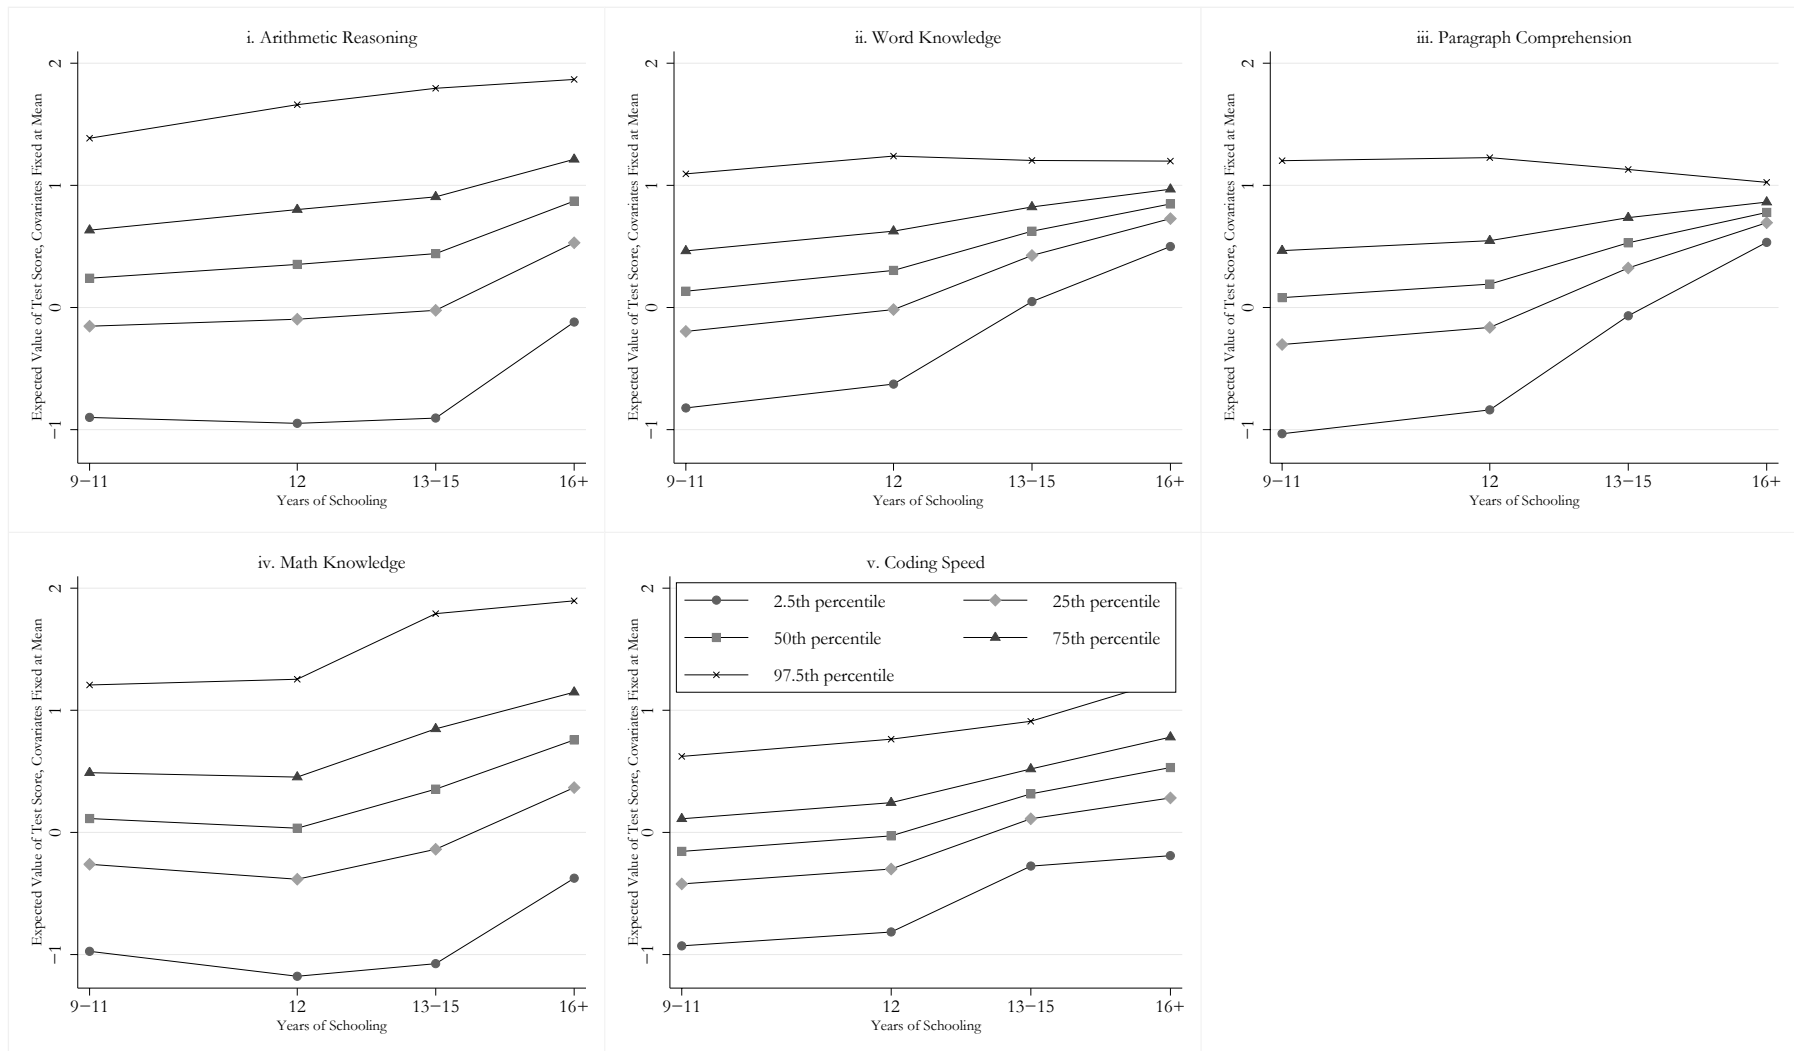 i. Arithmetic Reasoning
Expected Value of Test Score, Covariates Fixed at Mean
2
1
0
−1
9−11
12
13−15
16+
Years of Schooling
ii. Word Knowledge
Expected Value of Test Score, Covariates Fixed at Mean
2
1
0
−1
9−11
12
13−15
16+
Years of Schooling
iii. Paragraph Comprehension
Expected Value of Test Score, Covariates Fixed at Mean
2
1
0
−1
9−11
12
13−15
16+
Years of Schooling
iv. Math Knowledge
Expected Value of Test Score, Covariates Fixed at Mean
2
1
0
−1
9−11
12
13−15
16+
Years of Schooling
v. Coding Speed
Expected Value of Test Score, Covariates Fixed at Mean
2
1
0
−1
2.5th percentile
25th percentile
50th percentile
75th percentile
97.5th percentile
9−11
12
13−15
16+
Years of Schooling